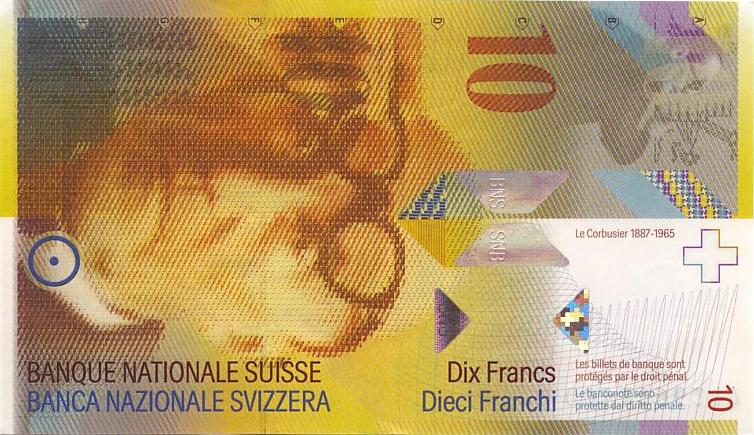 H G F E D C B A
10
BNS SNB
Le Corbusier 1887-1965
BANQUE NATIONALE SUISSE
BANCA NAZIONALE SVIZZERA
Dix Francs
Dieci Franchi
Les billets de banque sont
protégés par le droit pénal.
Le banconote sono
protette dal diritto penale.
10